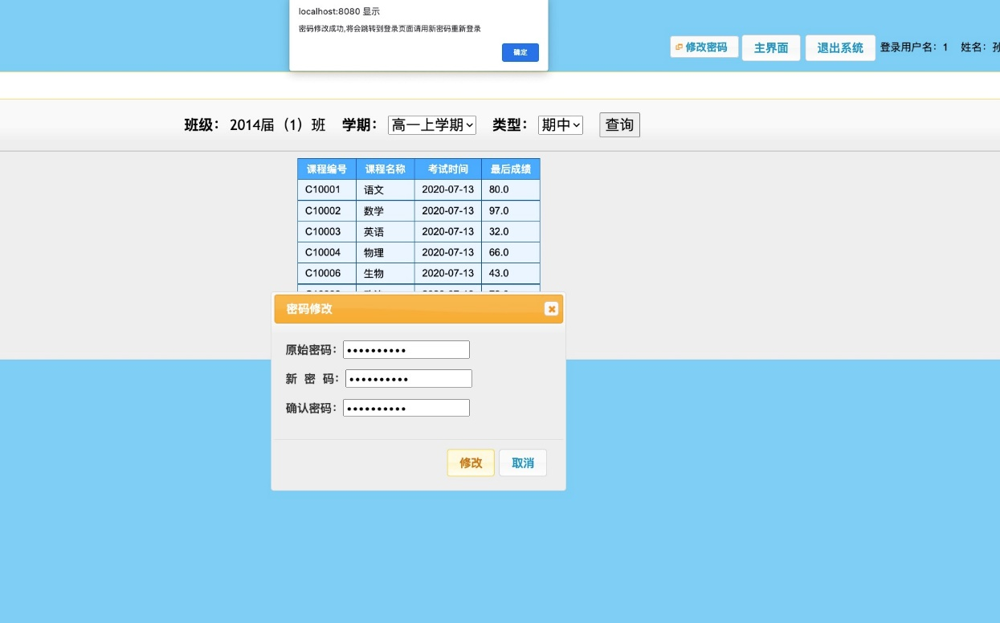 localhost:8080 显示
密码修改成功,将会跳转到登录页面请用新密码重新登录
确定
修改密码 主界面 退出系统 登录用户名：1 姓名：孙
班级： 2014届（1）班 学期： 高一上学期 类型： 期中 查询
课程编号 课程名称 考试时间 最后成绩
C10001 语文 2020-07-13 80.0
C10002 数学 2020-07-13 97.0
C10003 英语 2020-07-13 32.0
C10004 物理 2020-07-13 66.0
C10006 生物 2020-07-13 43.0
密码修改
原始密码： ••••••••••
新 密 码： ••••••••••
确认密码： ••••••••••
修改 取消